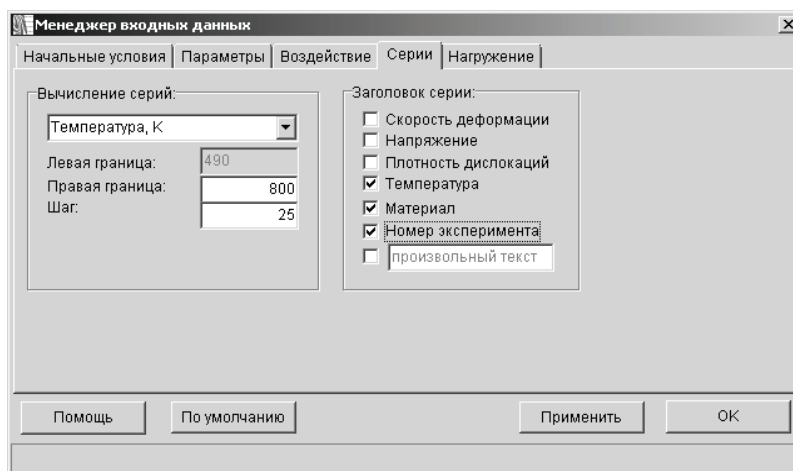 Менеджер входных данных
Начальные условия Параметры Воздействие Серии Нагружение
Вычисление серий:
Температура, K
Левая граница: 490
Правая граница: 800
Шаг: 25
Заголовок серии:
Скорость деформации
Напряжение
Плотность дислокаций
Температура
Материал
Номер эксперимента
произвольный текст
Помощь По умолчанию Применить OK